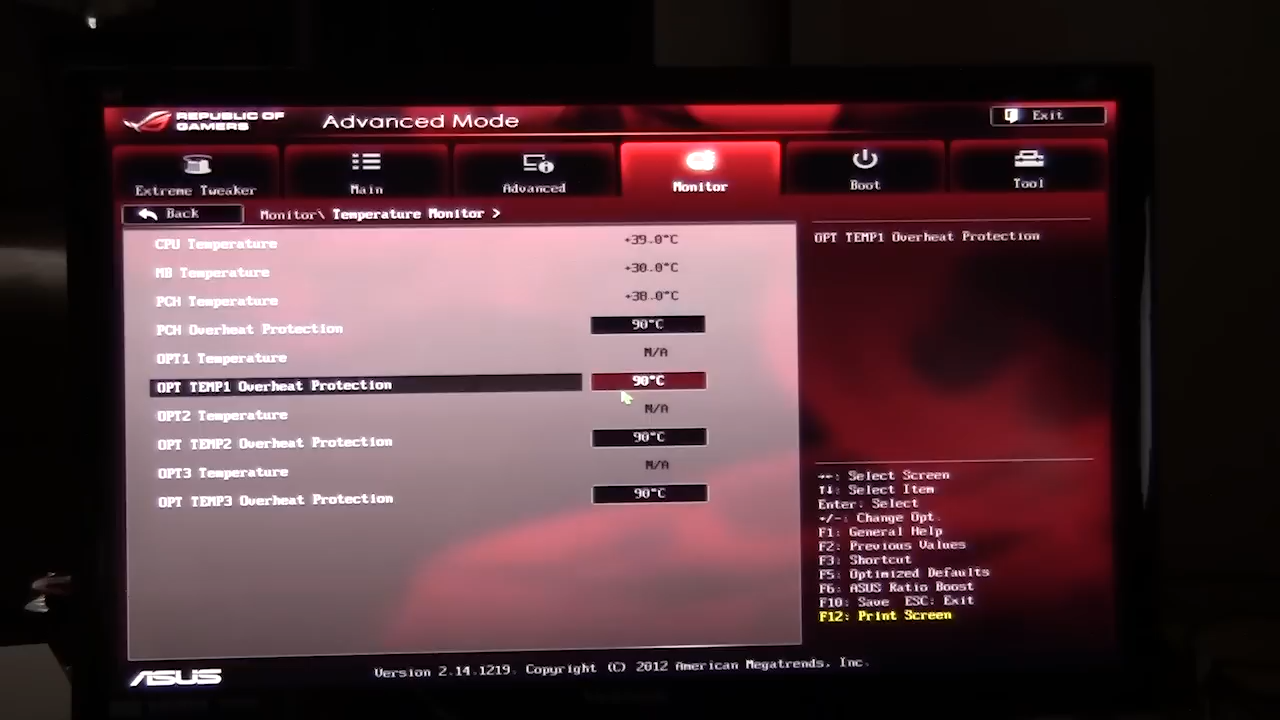 REPUBLIC OF
GAMERS
Advanced Mode
Exit
Extreme Tweaker
Main
Advanced
Monitor
Boot
Tool
Back
Monitor\ Temperature Monitor >
CPU Temperature +39.0°C
MB Temperature +30.0°C
PCH Temperature +38.0°C
PCH Overheat Protection 90°C
OPT1 Temperature N/A
OPT TEMP1 Overheat Protection 90°C
OPT2 Temperature N/A
OPT TEMP2 Overheat Protection 90°C
OPT3 Temperature N/A
OPT TEMP3 Overheat Protection 90°C
OPT TEMP1 Overheat Protection
→←: Select Screen
↑↓: Select Item
Enter: Select
+/-: Change Opt.
F1: General Help
F2: Previous Values
F3: Shortcut
F5: Optimized Defaults
F6: ASUS Ratio Boost
F10: Save ESC: Exit
F12: Print Screen
ASUS
Version 2.14.1219. Copyright (C) 2012 American Megatrends, Inc.